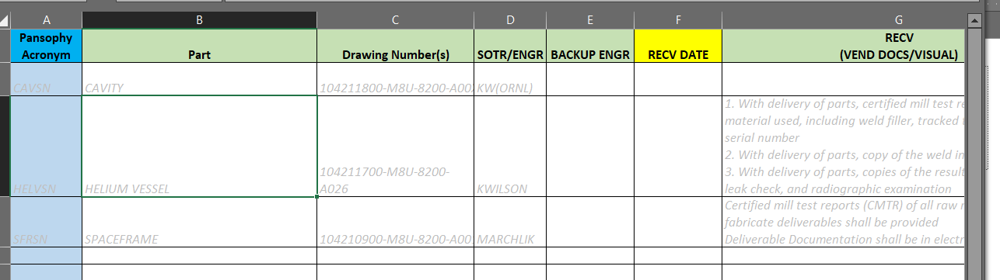 A B C D E F G
Pansophy Acronym Part Drawing Number(s) SOTR/ENGR BACKUP ENGR RECV DATE RECV (VEND DOCS/VISUAL)
CAVSN CAVITY 104211800-M8U-8200-A00 KW(ORNL)
1. With delivery of parts, certified mill test re
material used, including weld filler, tracked
serial number
2. With delivery of parts, copy of the weld in
3. With delivery of parts, copies of the result
leak check, and radiographic examination
HELVSN HELIUM VESSEL 104211700-M8U-8200-A026 KWILSON
Certified mill test reports (CMTR) of all raw
fabricate deliverables shall be provided
Deliverable Documentation shall be in electr
SFRSN SPACEFRAME 104210900-M8U-8200-A00 MARCHLIK